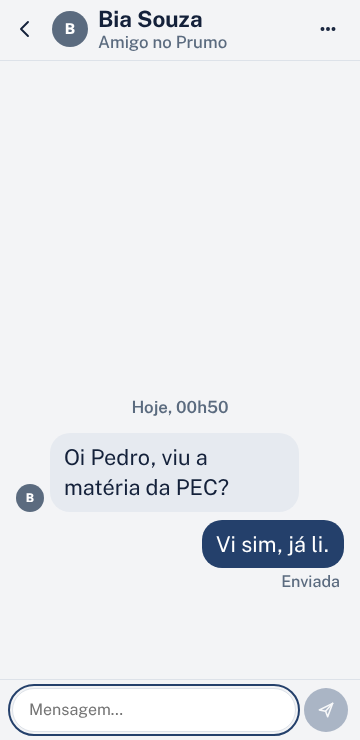 B
Bia Souza
Amigo no Prumo
Hoje, 00h50
Oi Pedro, viu a
matéria da PEC?
B
Vi sim, já li.
Enviada
Mensagem...